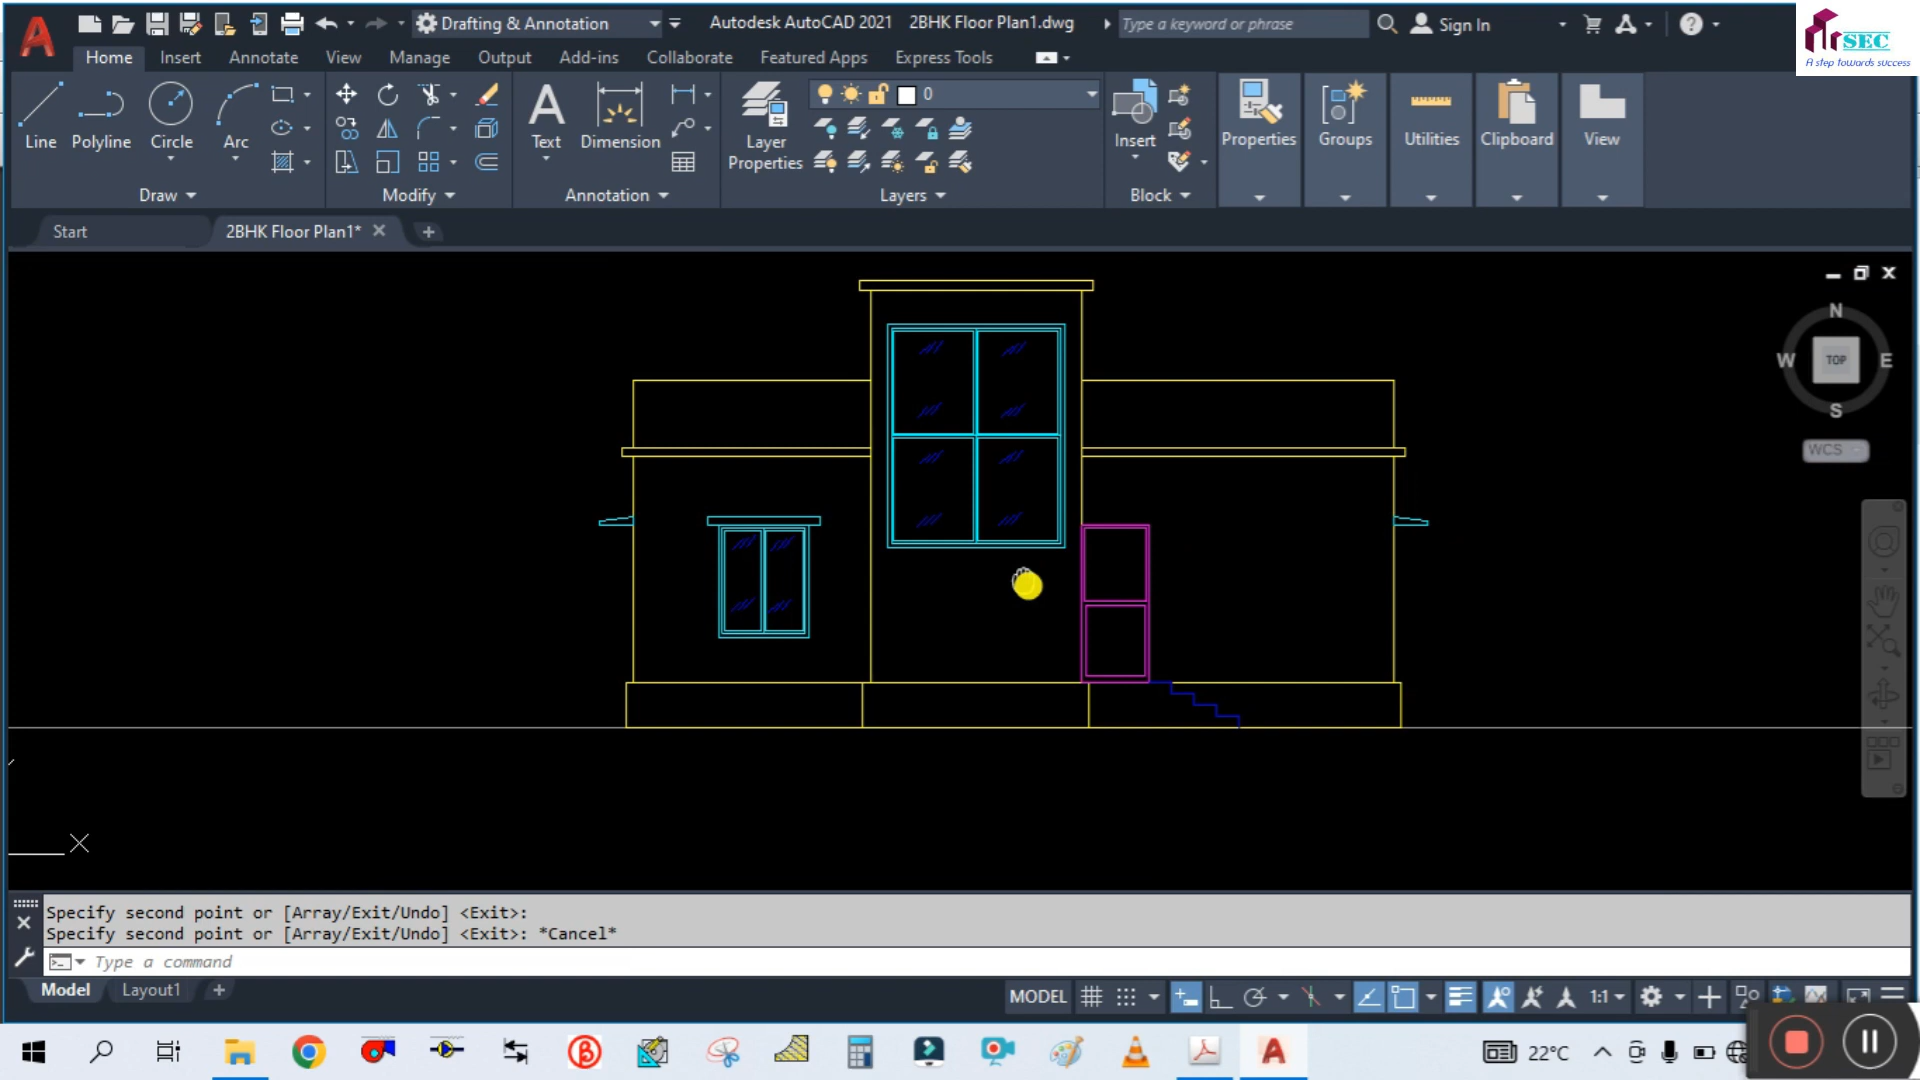 Drafting & Annotation
Autodesk AutoCAD 2021
2BHK Floor Plan1.dwg
Type a keyword or phrase
Sign In
SEC
A step towards success
Home
Insert
Annotate
View
Manage
Output
Add-ins
Collaborate
Featured Apps
Express Tools
0
Line
Polyline
Circle
Arc
Text
Dimension
Layer
Properties
Insert
Properties
Groups
Utilities
Clipboard
View
Draw
Modify
Annotation
Layers
Block
Start
2BHK Floor Plan1*
N
W
TOP
E
S
WCS
X
Specify second point or [Array/Exit/Undo] <Exit>:
Specify second point or [Array/Exit/Undo] <Exit>: *Cancel*
Type a command
Model
Layout1
MODEL
1:1
22°C